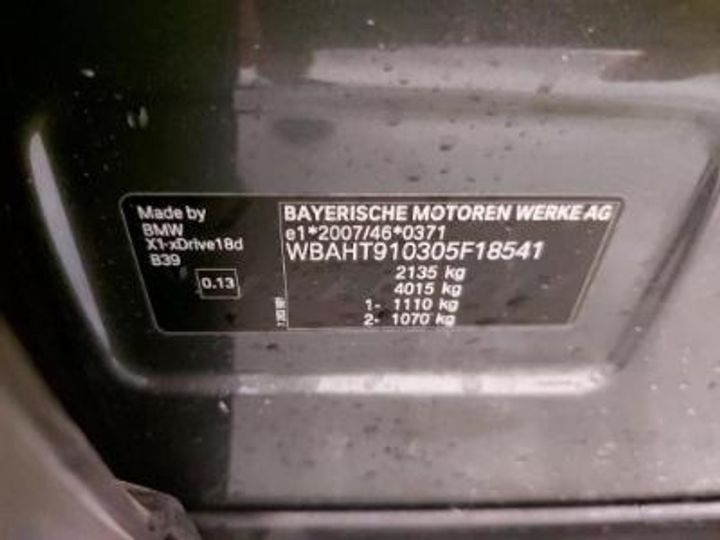 Made by
BMW
X1-xDrive18d
B39
0.13
BAYERISCHE MOTOREN WERKE AG
e1*2007/46*0371
WBAHT910305F18541
2135 kg
4015 kg
1- 1110 kg
2- 1070 kg